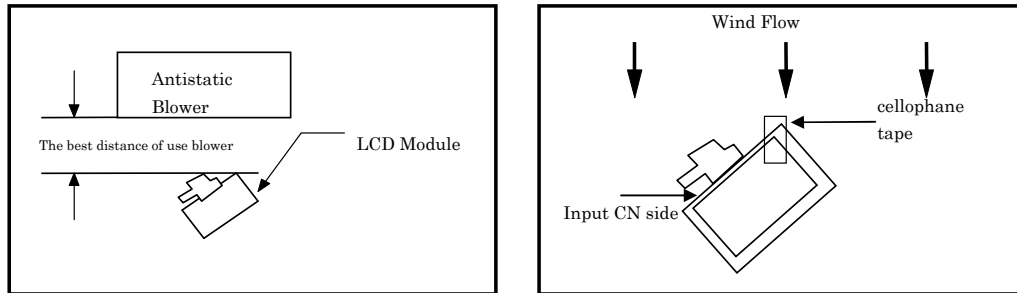 Antistatic
Blower
The best distance of use blower
LCD Module
Wind Flow
cellophane
tape
Input CN side